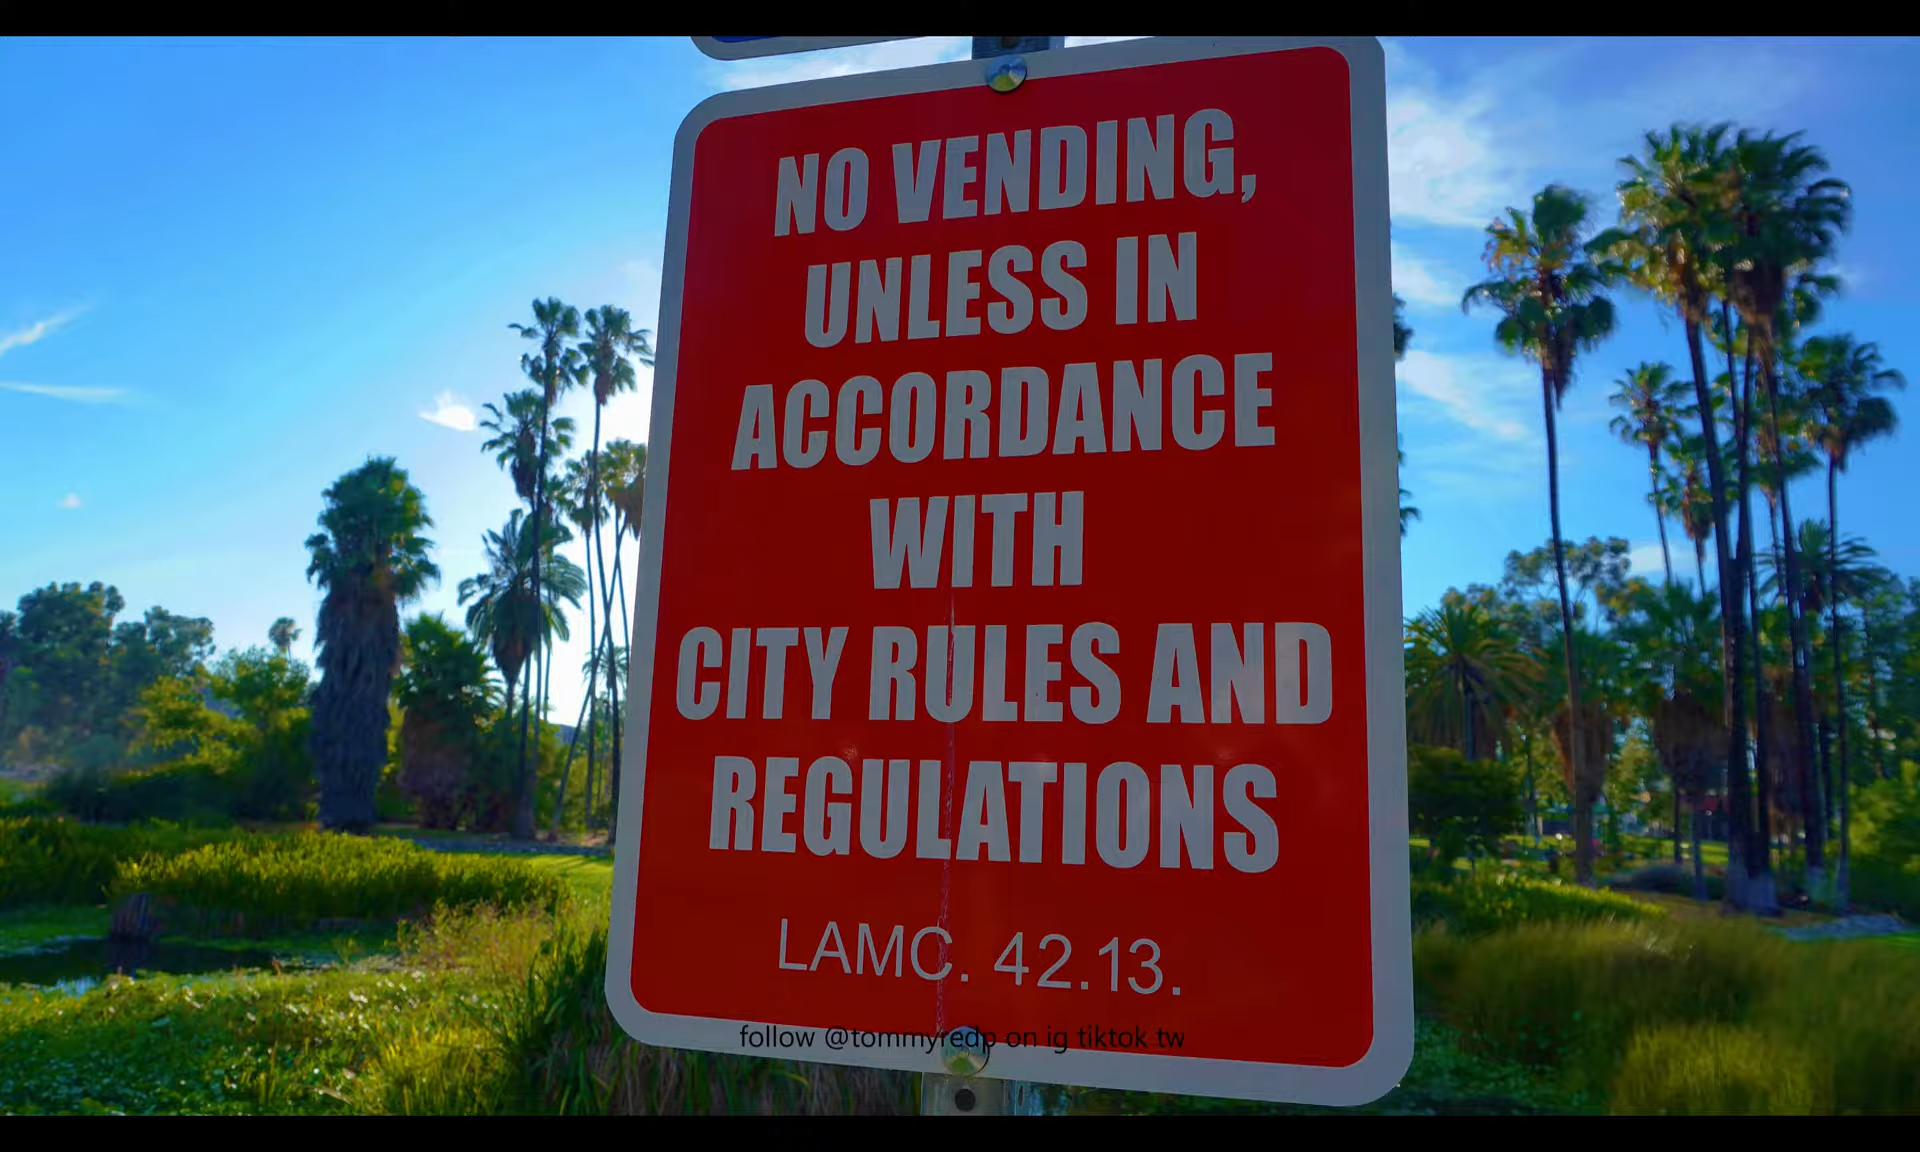 NO VENDING,
UNLESS IN
ACCORDANCE
WITH
CITY RULES AND
REGULATIONS
LAMC. 42.13.
follow @tommyredp on ig tiktok tw